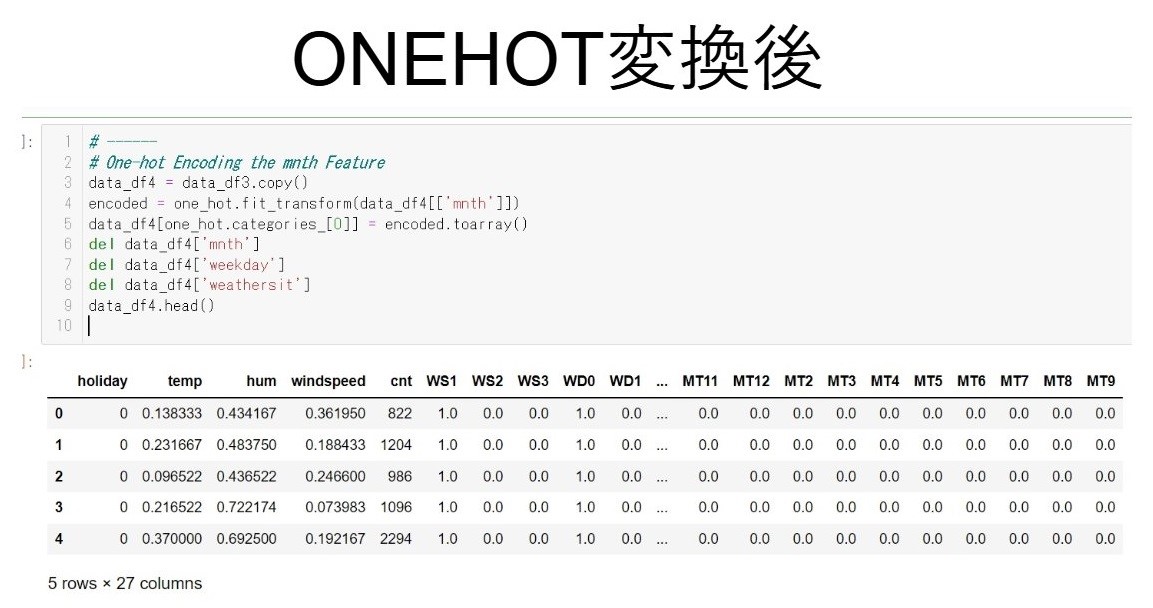 ONEHOT変換後
]:
1 # ------
2 # One-hot Encoding the mnth Feature
3 data_df4 = data_df3.copy()
4 encoded = one_hot.fit_transform(data_df4[['mnth']])
5 data_df4[one_hot.categories_[0]] = encoded.toarray()
6 del data_df4['mnth']
7 del data_df4['weekday']
8 del data_df4['weathersit']
9 data_df4.head()
10
]:
holiday temp hum windspeed cnt WS1 WS2 WS3 WD0 WD1 ... MT11 MT12 MT2 MT3 MT4 MT5 MT6 MT7 MT8 MT9
0 0 0.138333 0.434167 0.361950 822 1.0 0.0 0.0 1.0 0.0 ... 0.0 0.0 0.0 0.0 0.0 0.0 0.0 0.0 0.0 0.0
1 0 0.231667 0.483750 0.188433 1204 1.0 0.0 0.0 1.0 0.0 ... 0.0 0.0 0.0 0.0 0.0 0.0 0.0 0.0 0.0 0.0
2 0 0.096522 0.436522 0.246600 986 1.0 0.0 0.0 1.0 0.0 ... 0.0 0.0 0.0 0.0 0.0 0.0 0.0 0.0 0.0 0.0
3 0 0.216522 0.722174 0.073983 1096 1.0 0.0 0.0 1.0 0.0 ... 0.0 0.0 0.0 0.0 0.0 0.0 0.0 0.0 0.0 0.0
4 0 0.370000 0.692500 0.192167 2294 1.0 0.0 0.0 1.0 0.0 ... 0.0 0.0 0.0 0.0 0.0 0.0 0.0 0.0 0.0 0.0
5 rows × 27 columns